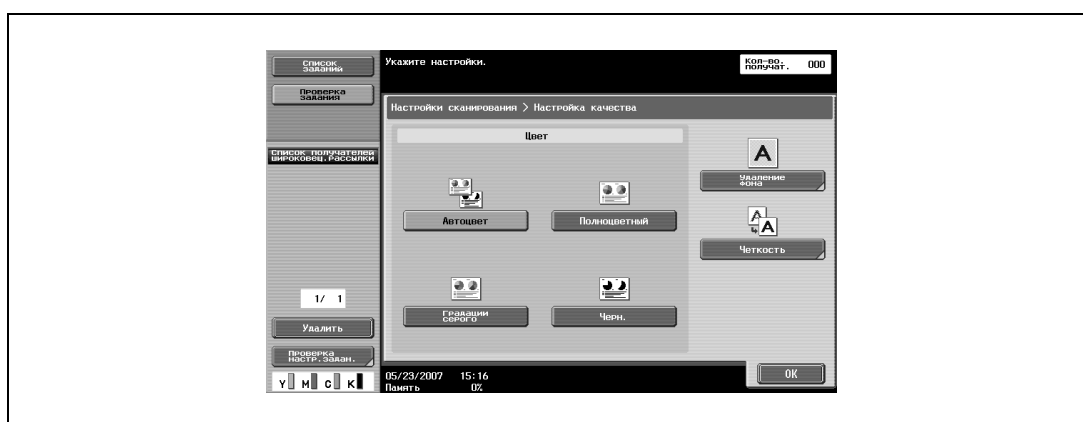 Список
заданий
Укажите настройки.
Кол-во.
получат. 000
Проверка
задания
Настройки сканирования > Настройка качества
Список получателей
широковещ.рассылки
Цвет
Автоцвет
Полноцветный
Градации
серого
Черн.
A
Удаление
фона
A
A
Четкость
1/ 1
Удалить
Проверка
настр.задан.
Y M C K
05/23/2007 15:16
Память 0%
OK